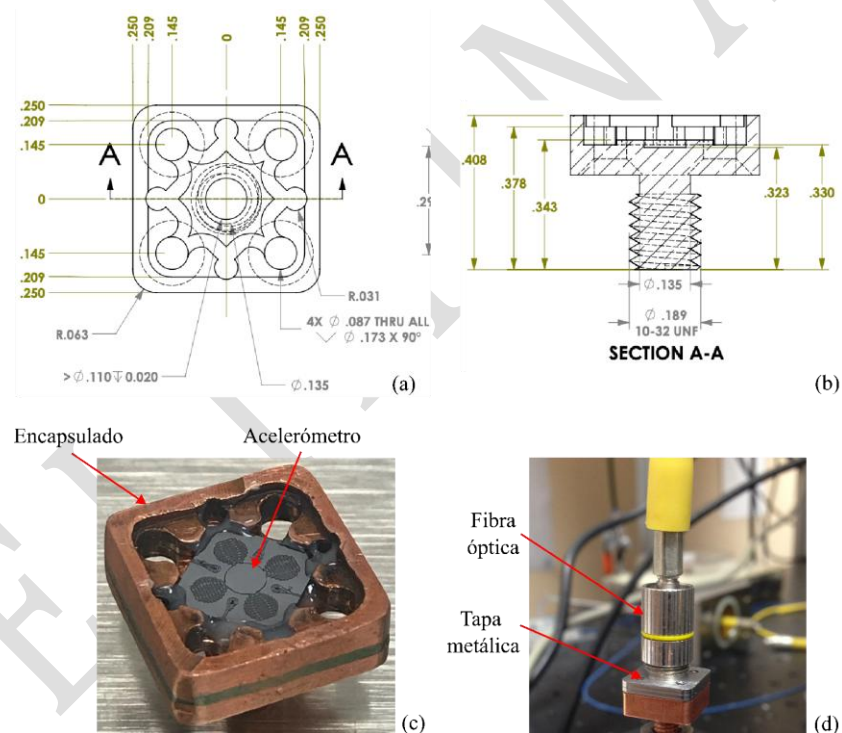 .250
.209
.145
0
.145
.209
.250
.250
.209
.145
0
.145
.209
.250
A
A
R.063
R.031
4X Ø .087 THRU ALL
⌵ Ø .173 X 90°
> Ø .110 ↧ 0.020
Ø .135
(a)
.408
.378
.343
.323
.330
Ø .135
Ø .189
10-32 UNF
SECTION A-A
(b)
Encapsulado
Acelerómetro
(c)
Fibra
óptica
Tapa
metálica
(d)